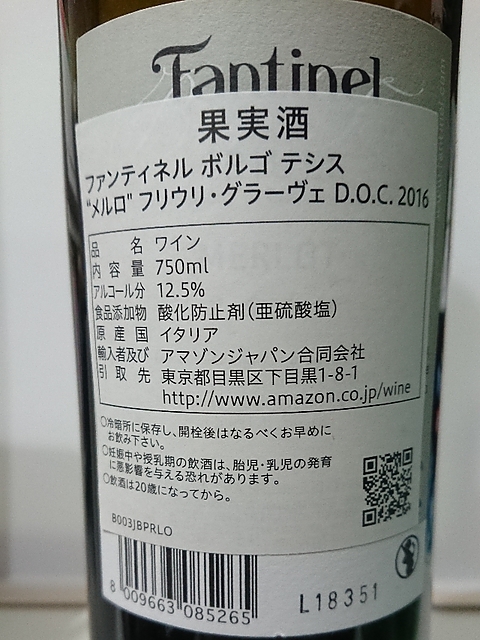 Fantinel
果実酒
ファンティネル ボルゴ テシス
"メルロ" フリウリ・グラーヴェ D.O.C. 2016
品名 ワイン
内容量 750ml
アルコール分 12.5%
食品添加物 酸化防止剤(亜硫酸塩)
原産国 イタリア
輸入者及び アマゾンジャパン合同会社
引取先 東京都目黒区下目黒1-8-1
http://www.amazon.co.jp/wine
○冷暗所に保存し、開栓後はなるべくお早めに
お飲み下さい。
○妊娠中や授乳期の飲酒は、胎児・乳児の発育
に悪影響を与える恐れがあります。
○飲酒は20歳になってから。
B003JBPRLO
8 009663 085265
L18351